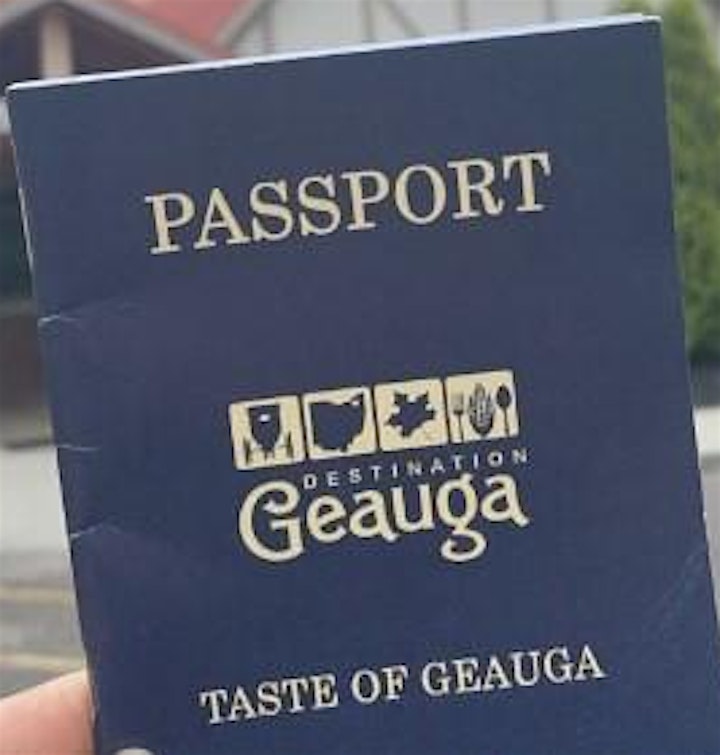 PASSPORT
DESTINATION
Geauga
TASTE OF GEAUGA